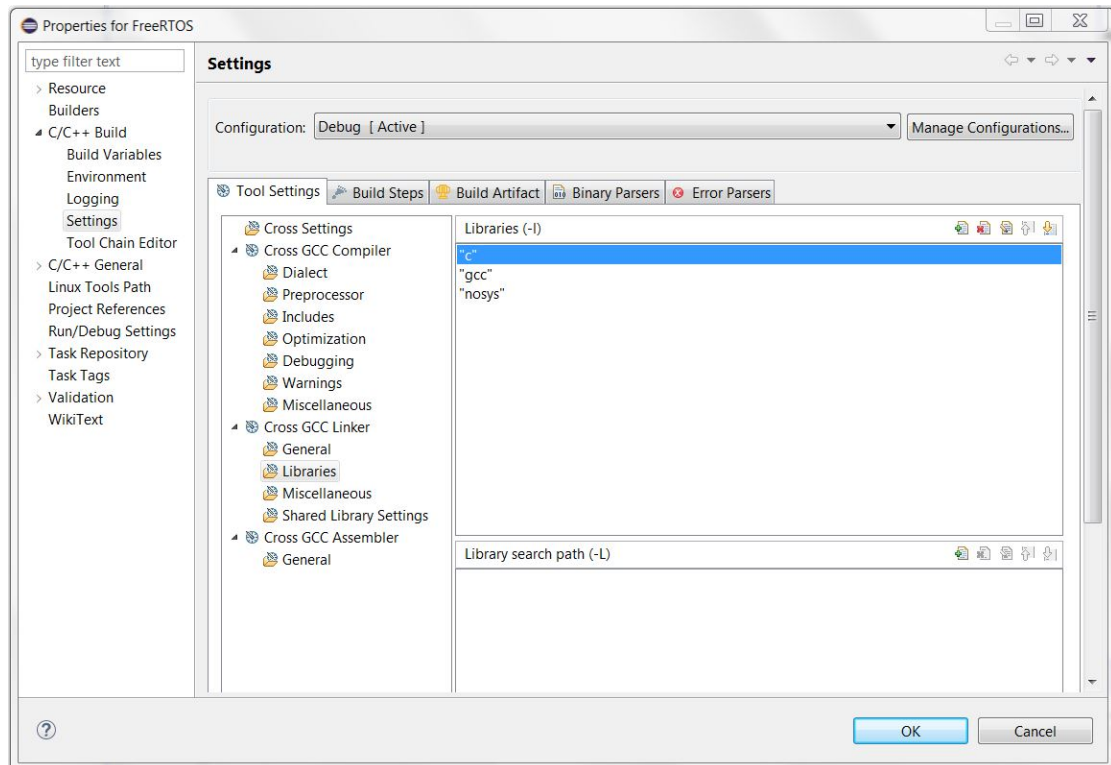 Properties for FreeRTOS
type filter text
Resource
Builders
C/C++ Build
Build Variables
Environment
Logging
Settings
Tool Chain Editor
C/C++ General
Linux Tools Path
Project References
Run/Debug Settings
Task Repository
Task Tags
Validation
WikiText
Settings
Configuration: Debug [ Active ] Manage Configurations...
Tool Settings Build Steps Build Artifact Binary Parsers Error Parsers
Cross Settings
Cross GCC Compiler
Dialect
Preprocessor
Includes
Optimization
Debugging
Warnings
Miscellaneous
Cross GCC Linker
General
Libraries
Miscellaneous
Shared Library Settings
Cross GCC Assembler
General
Libraries (-l)
"c"
"gcc"
"nosys"
Library search path (-L)
OK Cancel